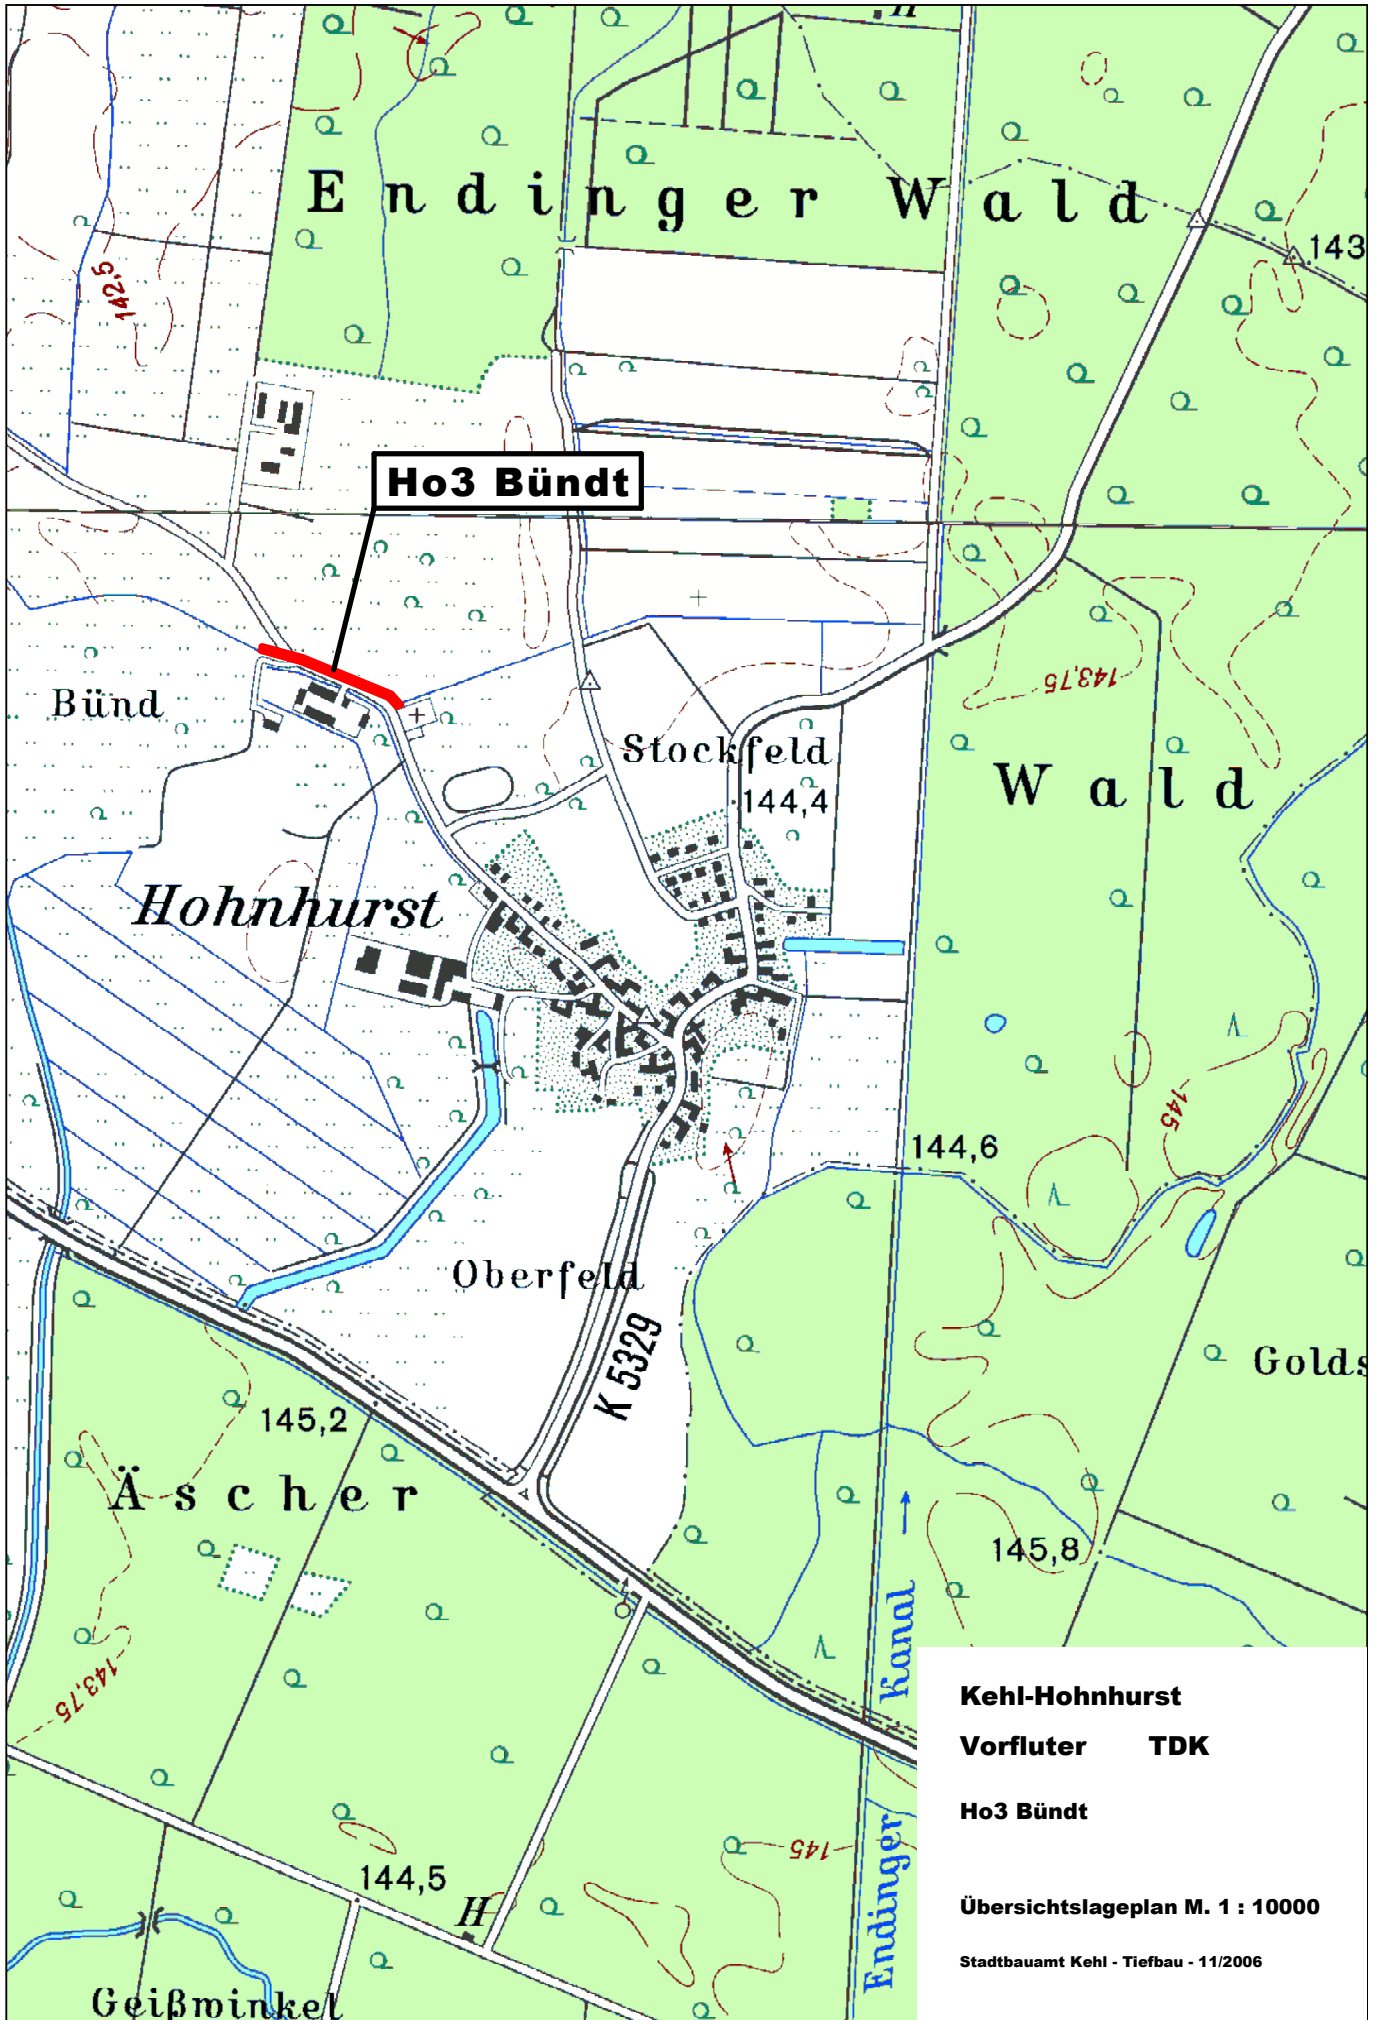 H
Endinger Wald
143
142,5
Ho3 Bündt
143,75
Bünd
Stockfeld
Wald
144,4
Hohnhurst
145
144,6
Oberfeld
K 5329
Golds
145,2
Äscher
145,8
143,75
Endinger Kanal
145
144,5
H
Geißwinkel
Kehl-Hohnhurst
Vorfluter TDK
Ho3 Bündt
Übersichtslageplan M. 1 : 10000
Stadtbauamt Kehl - Tiefbau - 11/2006